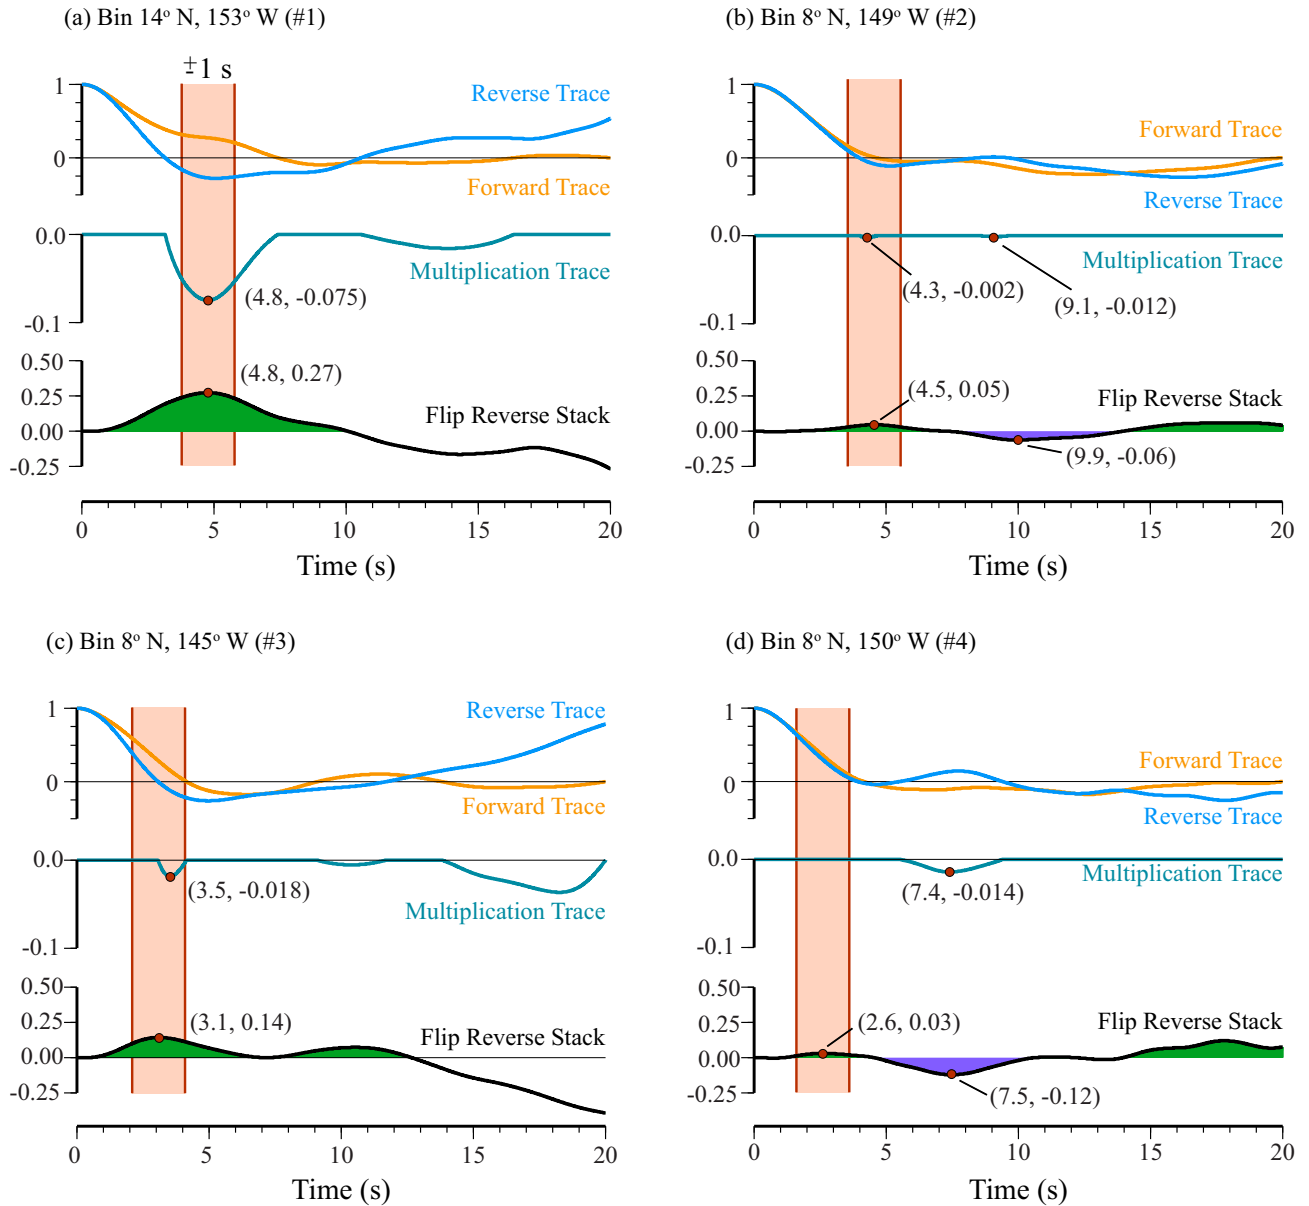 (a) Bin 14° N, 153° W (#1)
±1 s
1
0
Reverse Trace
Forward Trace
0.0
-0.1
Multiplication Trace
(4.8, -0.075)
0.50
0.25
0.00
-0.25
(4.8, 0.27)
Flip Reverse Stack
0 5 10 15 20
Time (s)
(b) Bin 8° N, 149° W (#2)
1
0
Forward Trace
Reverse Trace
0.0
-0.1
Multiplication Trace
(4.3, -0.002)
(9.1, -0.012)
0.50
0.25
0.00
-0.25
(4.5, 0.05)
Flip Reverse Stack
(9.9, -0.06)
0 5 10 15 20
Time (s)
(c) Bin 8° N, 145° W (#3)
1
0
Reverse Trace
Forward Trace
0.0
-0.1
(3.5, -0.018)
Multiplication Trace
0.50
0.25
0.00
-0.25
(3.1, 0.14)
Flip Reverse Stack
0 5 10 15 20
Time (s)
(d) Bin 8° N, 150° W (#4)
1
0
Forward Trace
Reverse Trace
0.0
-0.1
Multiplication Trace
(7.4, -0.014)
0.50
0.25
0.00
-0.25
(2.6, 0.03)
Flip Reverse Stack
(7.5, -0.12)
0 5 10 15 20
Time (s)